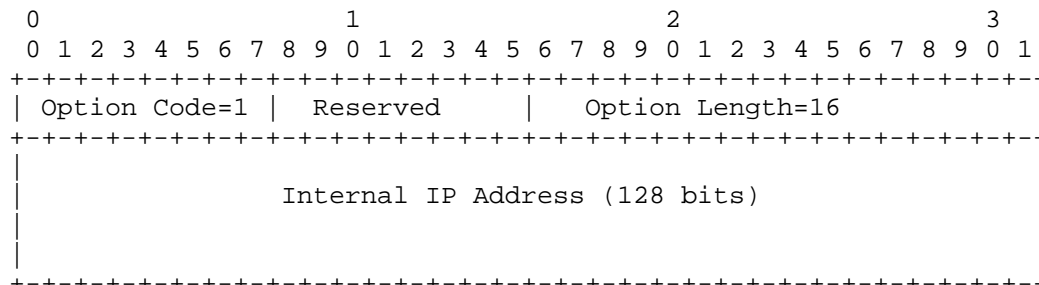 0                   1                   2                   3
 0 1 2 3 4 5 6 7 8 9 0 1 2 3 4 5 6 7 8 9 0 1 2 3 4 5 6 7 8 9 0 1
+-+-+-+-+-+-+-+-+-+-+-+-+-+-+-+-+-+-+-+-+-+-+-+-+-+-+-+-+-+-+-+-+-
| Option Code=1 |  Reserved     |   Option Length=16
+-+-+-+-+-+-+-+-+-+-+-+-+-+-+-+-+-+-+-+-+-+-+-+-+-+-+-+-+-+-+-+-+-
|
|                Internal IP Address (128 bits)
|
|
+-+-+-+-+-+-+-+-+-+-+-+-+-+-+-+-+-+-+-+-+-+-+-+-+-+-+-+-+-+-+-+-+-